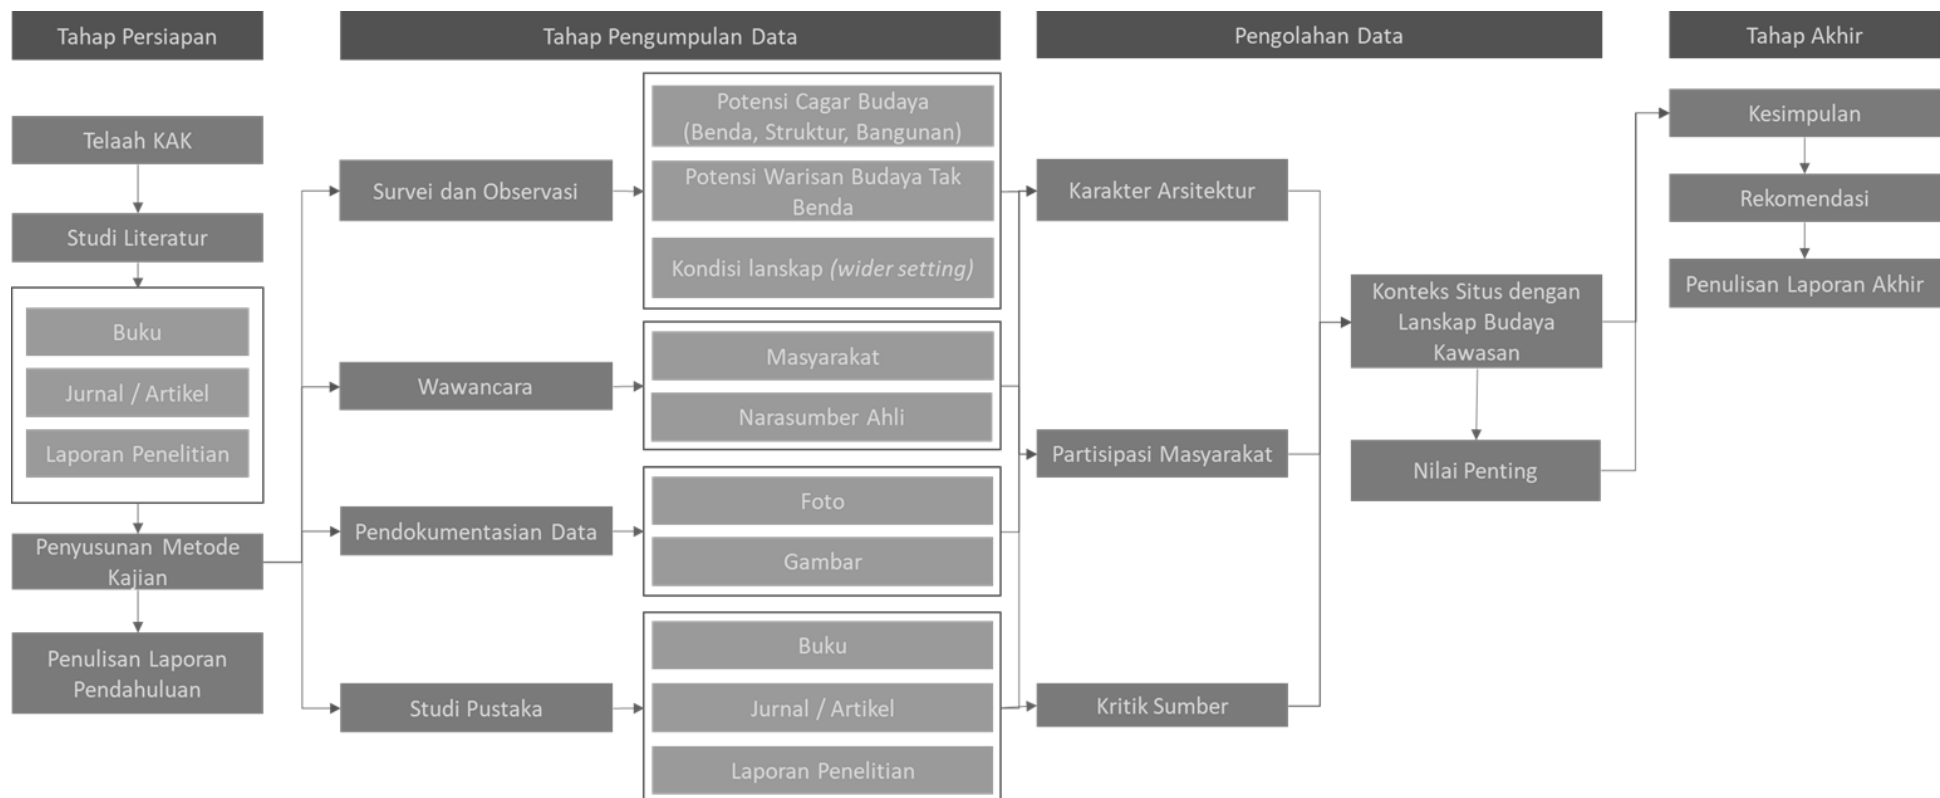 Tahap Persiapan
Telaah KAK
Studi Literatur
Buku
Jurnal / Artikel
Laporan Penelitian
Penyusunan Metode
Kajian
Penulisan Laporan
Pendahuluan
Tahap Pengumpulan Data
Survei dan Observasi
Potensi Cagar Budaya
(Benda, Struktur, Bangunan)
Potensi Warisan Budaya Tak
Benda
Kondisi lanskap (wider setting)
Wawancara
Masyarakat
Narasumber Ahli
Pendokumentasian Data
Foto
Gambar
Studi Pustaka
Buku
Jurnal / Artikel
Laporan Penelitian
Pengolahan Data
Karakter Arsitektur
Partisipasi Masyarakat
Kritik Sumber
Konteks Situs dengan
Lanskap Budaya
Kawasan
Nilai Penting
Tahap Akhir
Kesimpulan
Rekomendasi
Penulisan Laporan Akhir